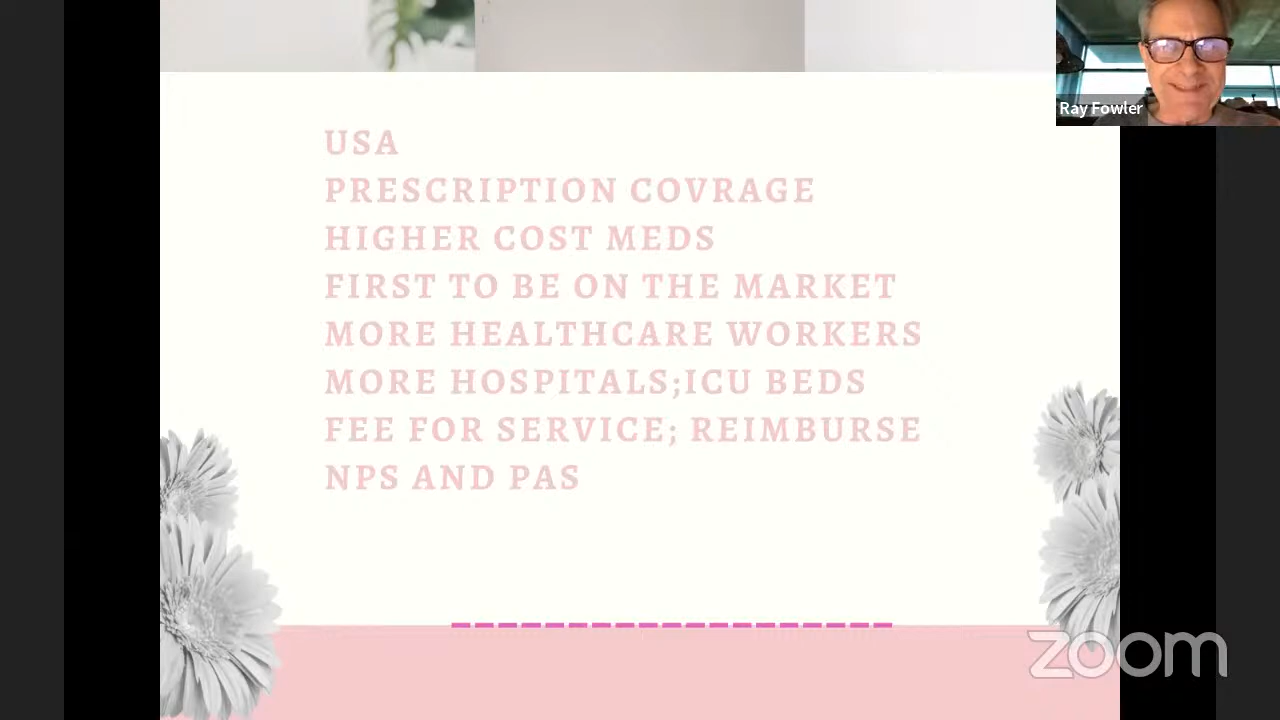 USA
PRESCRIPTION COVRAGE
HIGHER COST MEDS
FIRST TO BE ON THE MARKET
MORE HEALTHCARE WORKERS
MORE HOSPITALS;ICU BEDS
FEE FOR SERVICE; REIMBURSE
NPS AND PAS
Ray Fowler
zoom